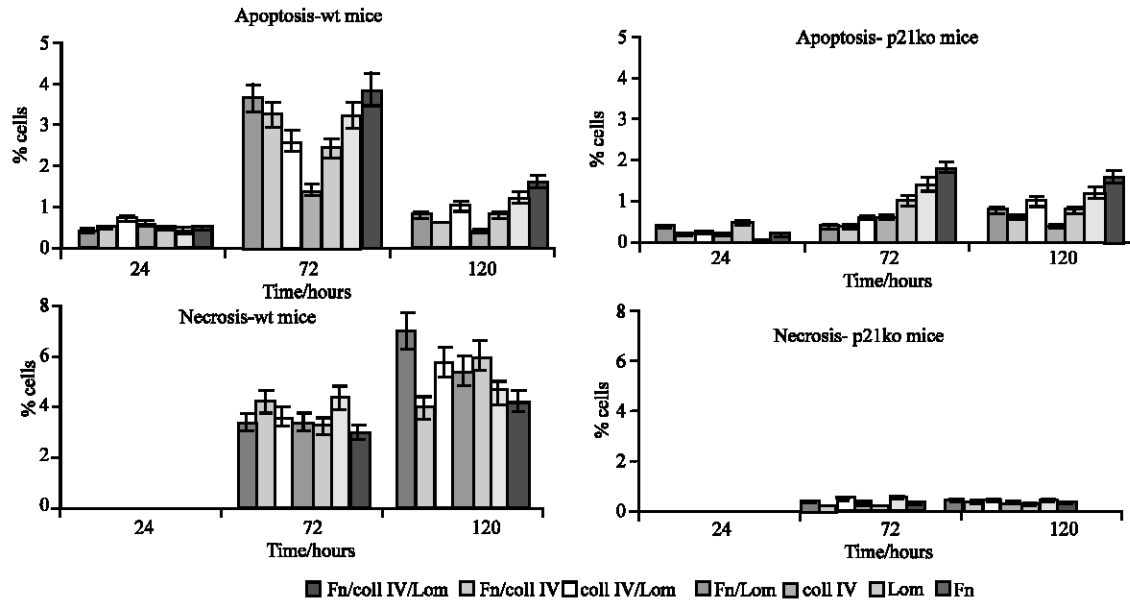 Apoptosis-wt mice
5
4
3
2
1
0
% cells
24
72
120
Time/hours
Apoptosis- p21ko mice
5
4
3
2
1
0
% cells
24
72
120
Time/hours
Necrosis-wt mice
8
6
4
2
0
% cells
24
72
120
Time/hours
Necrosis- p21ko mice
8
6
4
2
0
% cells
24
72
120
Time/hours
Fn/coll IV/Lom Fn/coll IV coll IV/Lom Fn/Lom coll IV Lom Fn